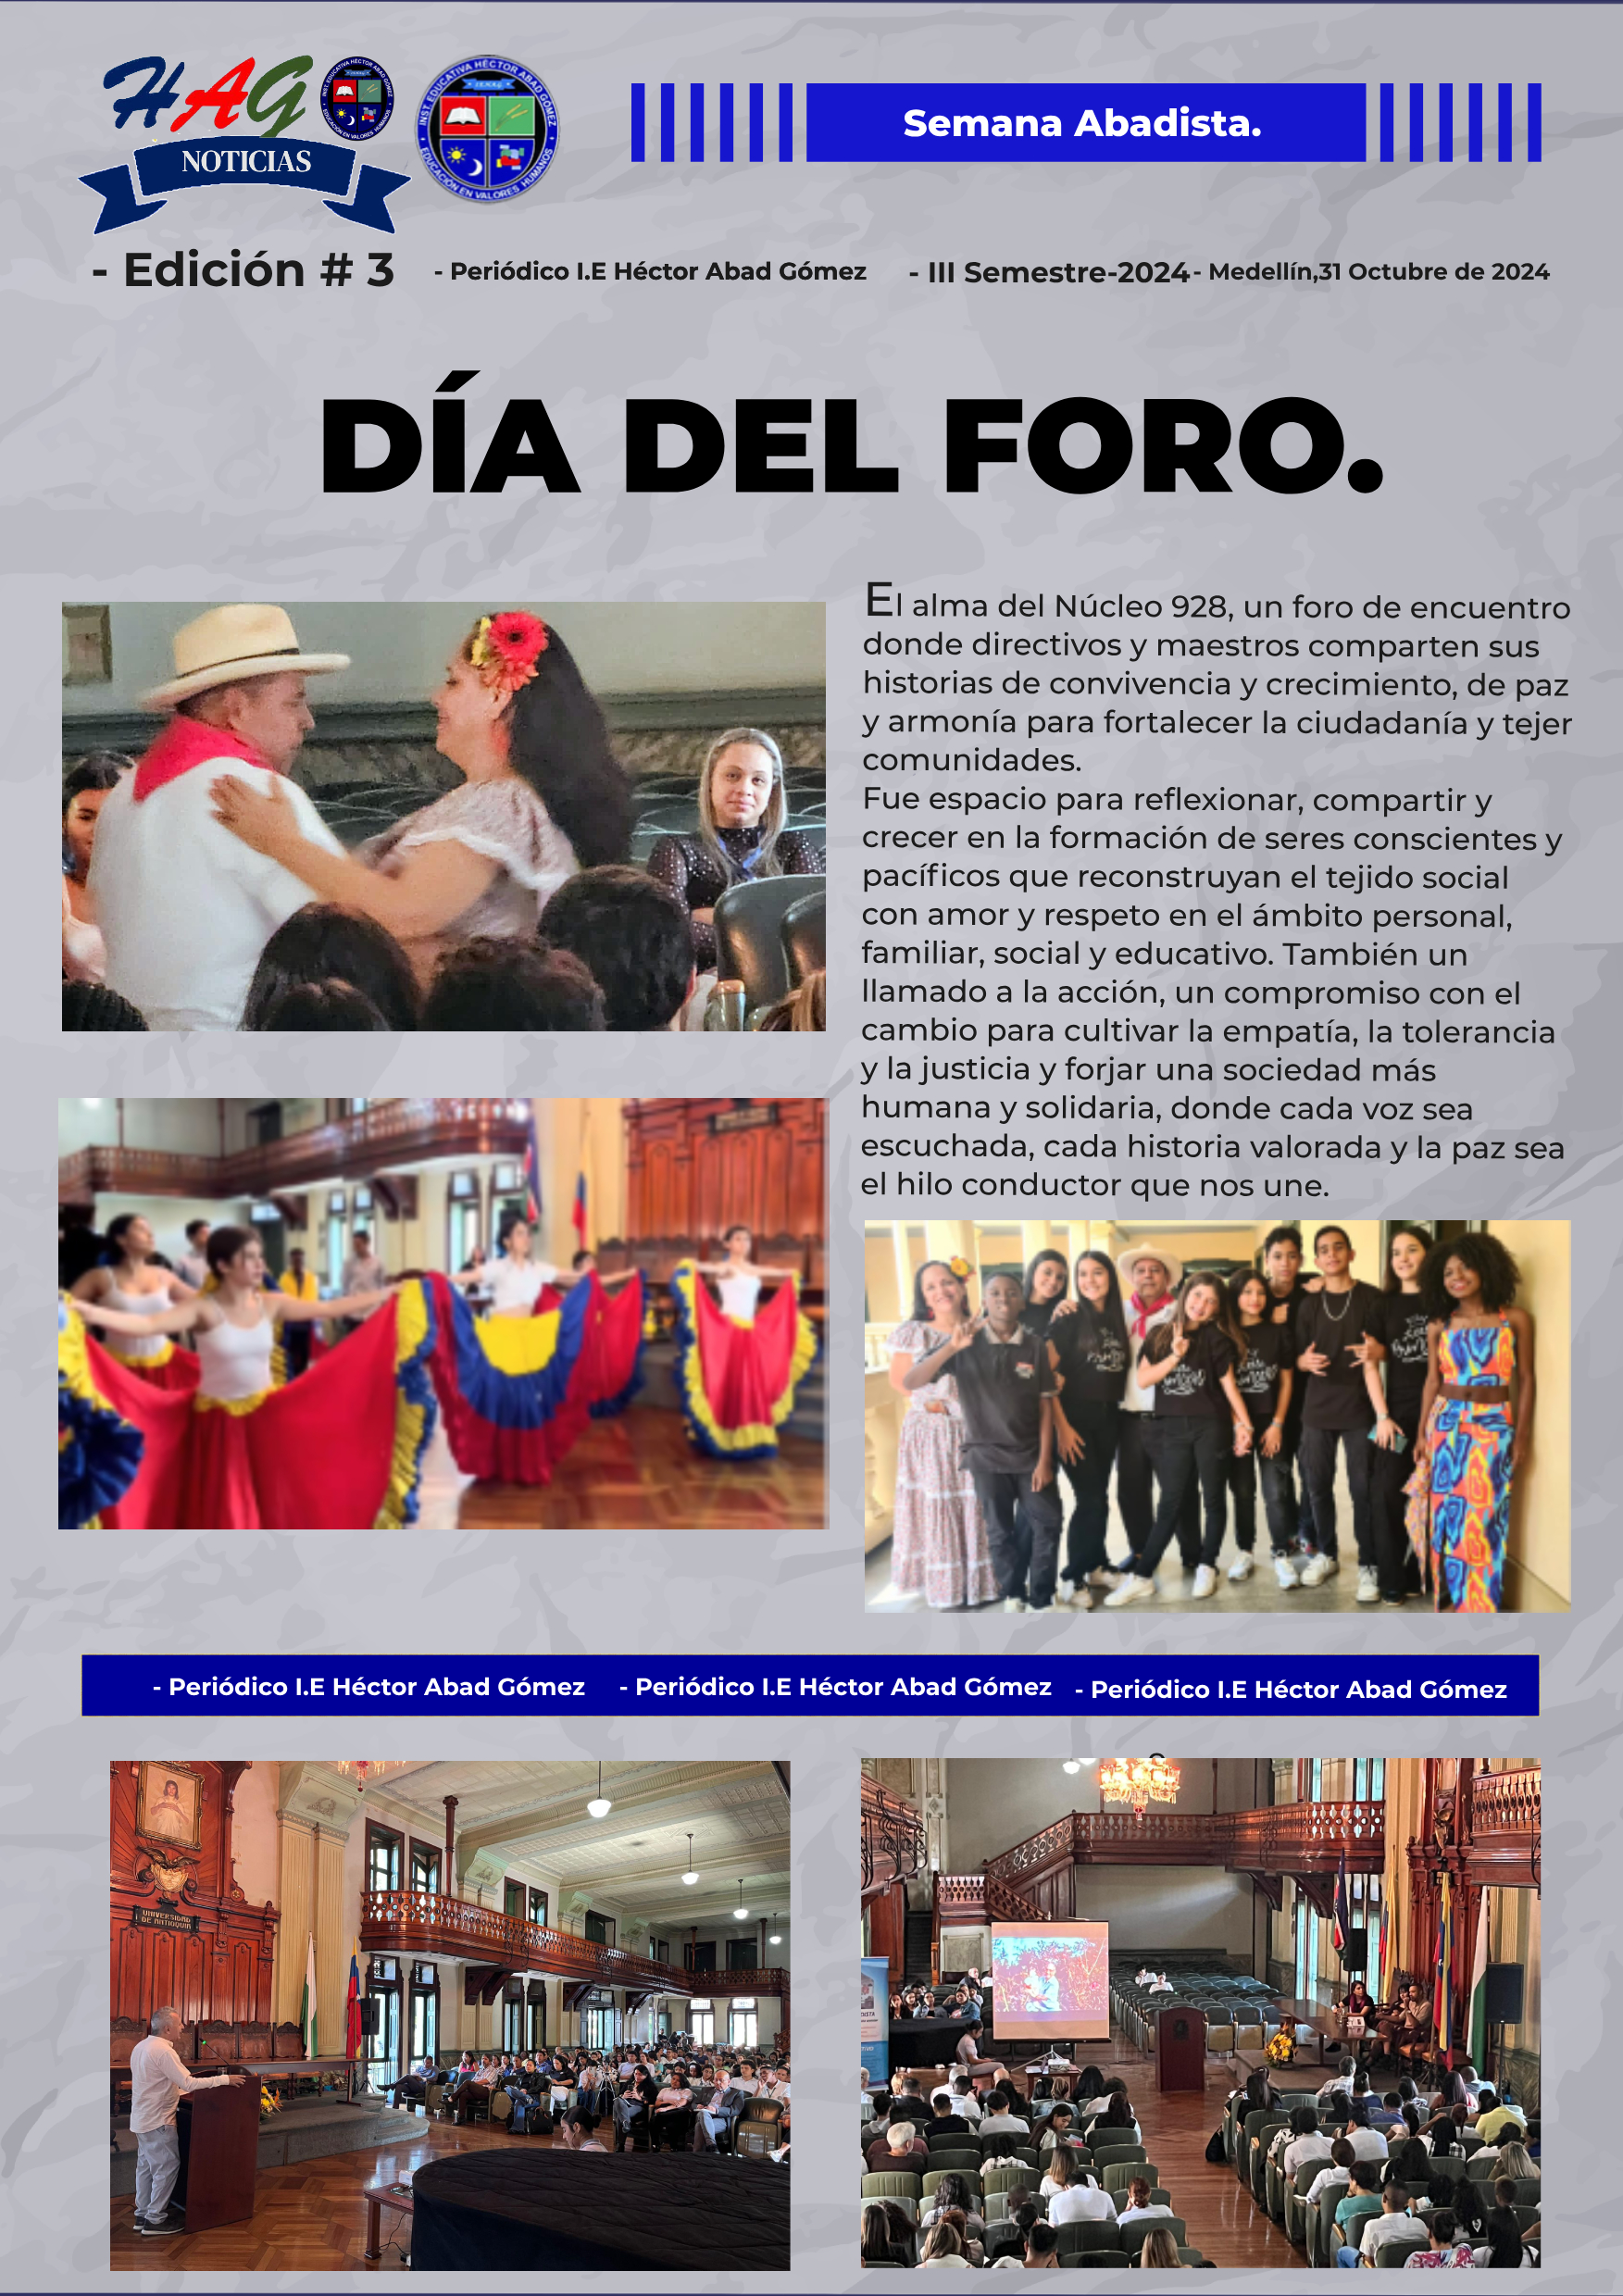 HAG
NOTICIAS
INST. EDUCATIVA HÉCTOR ABAD GÓMEZ
I.E.H.A.G
EDUCACIÓN EN VALORES HUMANOS
Semana Abadista.
- Edición # 3
- Periódico I.E Héctor Abad Gómez
- III Semestre-2024
- Medellín,31 Octubre de 2024
DÍA DEL FORO.
El alma del Núcleo 928, un foro de encuentro
donde directivos y maestros comparten sus
historias de convivencia y crecimiento, de paz
y armonía para fortalecer la ciudadanía y tejer
comunidades.
Fue espacio para reflexionar, compartir y
crecer en la formación de seres conscientes y
pacíficos que reconstruyan el tejido social
con amor y respeto en el ámbito personal,
familiar, social y educativo. También un
llamado a la acción, un compromiso con el
cambio para cultivar la empatía, la tolerancia
y la justicia y forjar una sociedad más
humana y solidaria, donde cada voz sea
escuchada, cada historia valorada y la paz sea
el hilo conductor que nos une.
- Periódico I.E Héctor Abad Gómez
- Periódico I.E Héctor Abad Gómez
- Periódico I.E Héctor Abad Gómez
UNIVERSIDAD
DE ANTIOQUIA